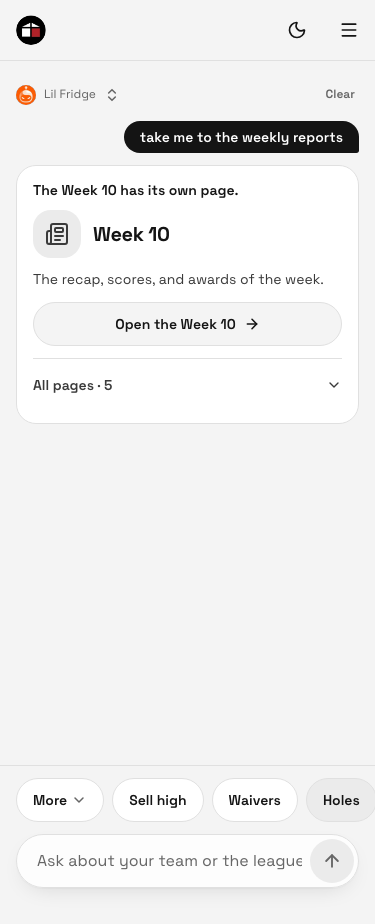 Lil Fridge
Clear
take me to the weekly reports
The Week 10 has its own page.
Week 10
The recap, scores, and awards of the week.
Open the Week 10 →
All pages · 5
More
Sell high
Waivers
Holes
Ask about your team or the league